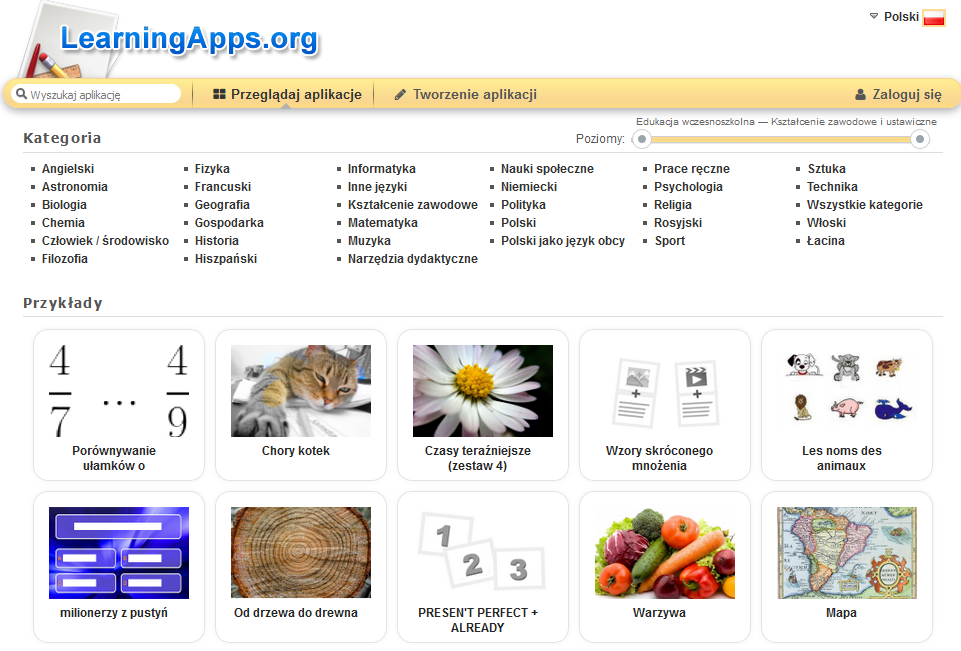 LearningApps.org
Polski
Wyszukaj aplikację
Przeglądaj aplikacje
Tworzenie aplikacji
Zaloguj się
Kategoria
Poziomy:
Edukacja wczesnoszkolna — Kształcenie zawodowe i ustawiczne
Angielski
Astronomia
Biologia
Chemia
Człowiek / środowisko
Filozofia
Fizyka
Francuski
Geografia
Gospodarka
Historia
Hiszpański
Informatyka
Inne języki
Kształcenie zawodowe
Matematyka
Muzyka
Narzędzia dydaktyczne
Nauki społeczne
Niemiecki
Polityka
Polski
Polski jako język obcy
Prace ręczne
Psychologia
Religia
Rosyjski
Sport
Sztuka
Technika
Wszystkie kategorie
Włoski
Łacina
Przykłady
4 4
... 
7 9
Porównywanie
ułamków o
Chory kotek
Czasy teraźniejsze
(zestaw 4)
Wzory skróconego
mnożenia
Les noms des
animaux
milionerzy z pustyń
Od drzewa do drewna
1
2
3
PRESEN'T PERFECT +
ALREADY
Warzywa
Mapa